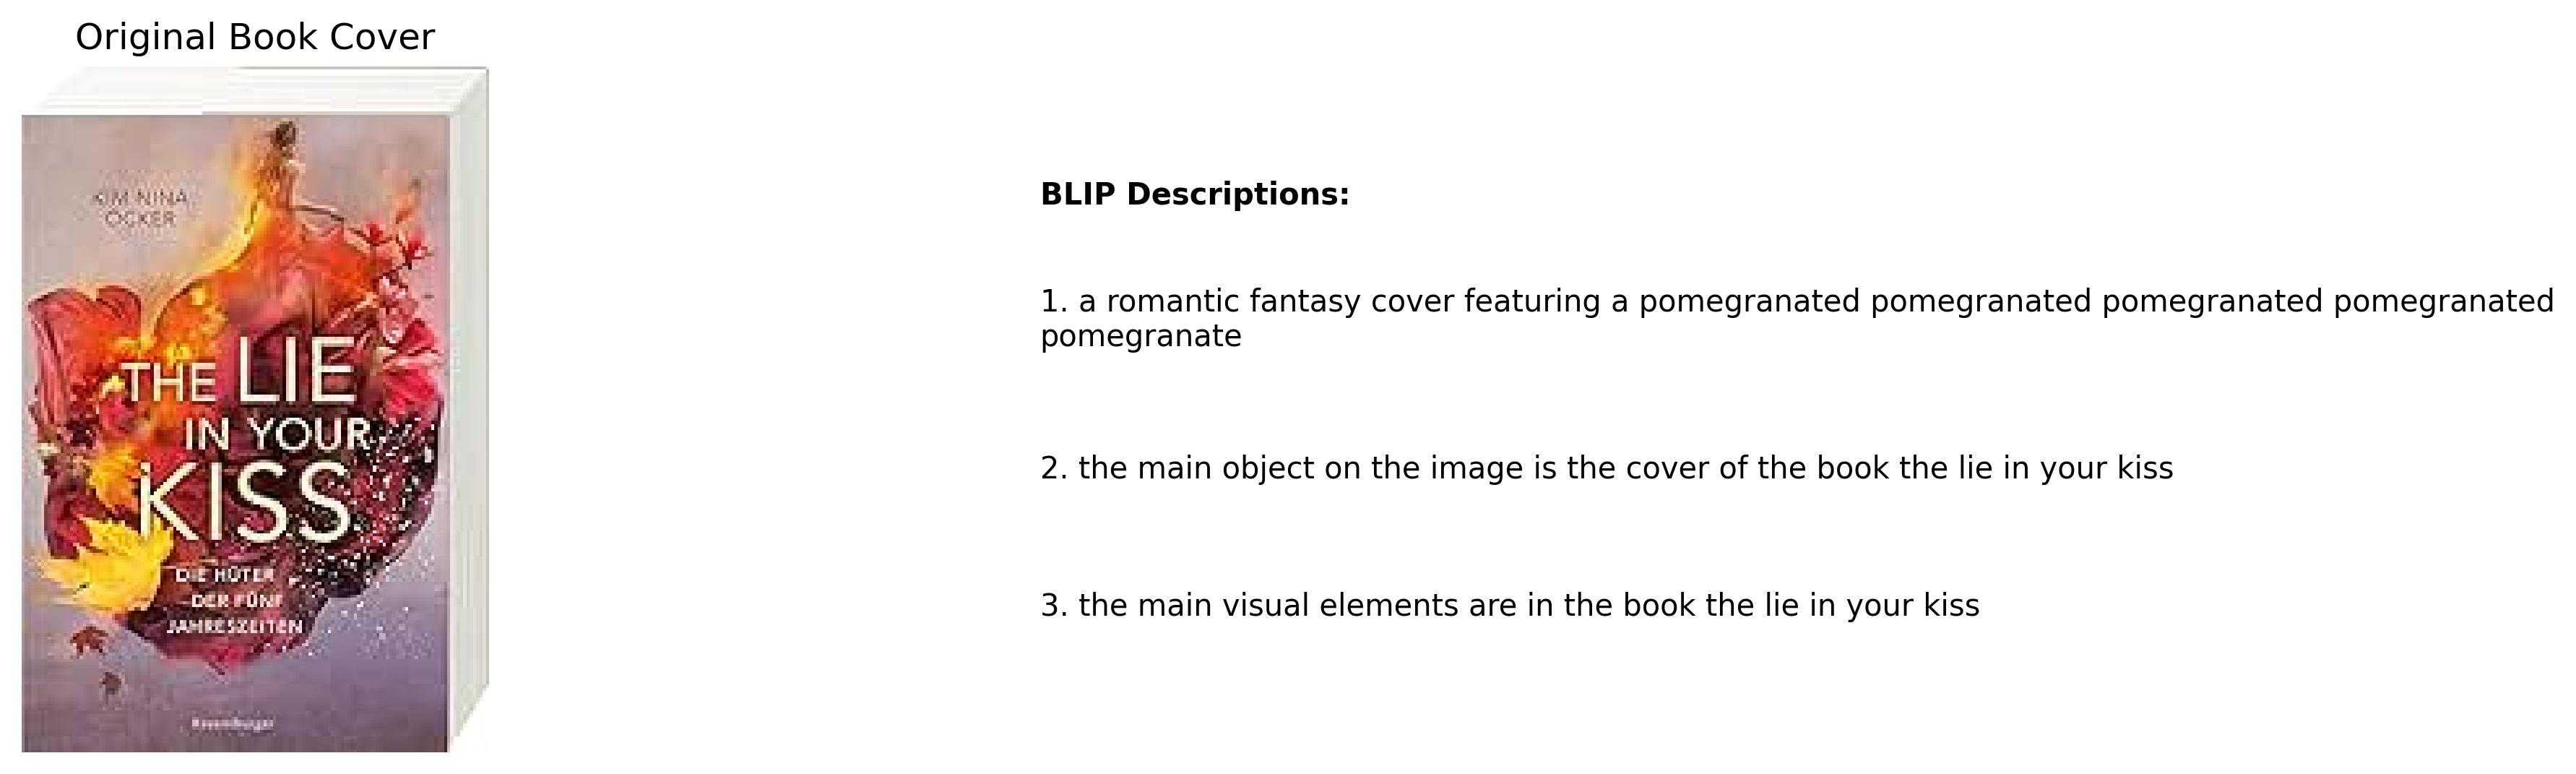 Original Book Cover
KIM NINA
OCKER
THE LIE
IN YOUR
KISS
DIE HÜTER
DER FÜNF
JAHRESZEITEN
Ravensburger
BLIP Descriptions:
1. a romantic fantasy cover featuring a pomegranated pomegranated pomegranated pomegranated
pomegranate
2. the main object on the image is the cover of the book the lie in your kiss
3. the main visual elements are in the book the lie in your kiss